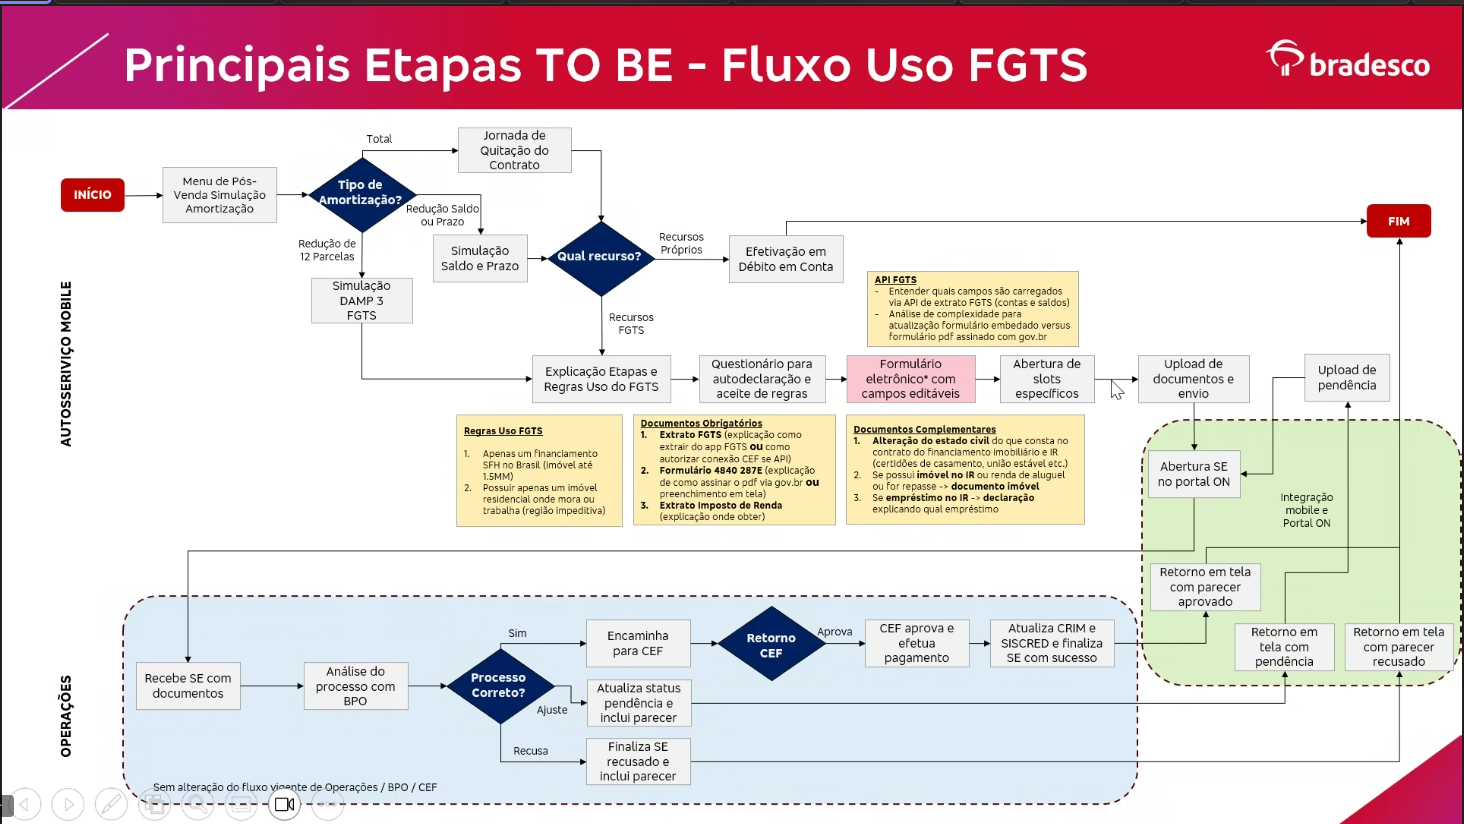 Principais Etapas TO BE - Fluxo Uso FGTS
bradesco
AUTOSSERIVIÇO MOBILE
INÍCIO
Menu de Pós-
Venda Simulação
Amortização
Tipo de
Amortização?
Total
Jornada de
Quitação do
Contrato
Redução Saldo
ou Prazo
Simulação
Saldo e Prazo
Redução de
12 Parcelas
Simulação
DAMP 3
FGTS
Qual recurso?
Recursos
Próprios
Efetivação em
Débito em Conta
FIM
Recursos
FGTS
API FGTS
- Entender quais campos são carregados
via API de extrato FGTS (contas e saldos)
- Análise de complexidade para
atualização formulário embedado versus
formulário pdf assinado com gov.br
Explicação Etapas e
Regras Uso do FGTS
Questionário para
autodeclaração e
aceite de regras
Formulário
eletrônico* com
campos editáveis
Abertura de
slots
específicos
Upload de
documentos e
envio
Upload de
pendência
Regras Uso FGTS
1. Apenas um financiamento
SFH no Brasil (imóvel até
1.5MM)
2. Possuir apenas um imóvel
residencial onde mora ou
trabalha (região impeditiva)
Documentos Obrigatórios
1. Extrato FGTS (explicação como
extrair do app FGTS ou como
autorizar conexão CEF se API)
2. Formulário 4840 287E (explicação
de como assinar o pdf via gov.br ou
preenchimento em tela)
3. Extrato Imposto de Renda
(explicação onde obter)
Documentos Complementares
1. Alteração do estado civil do que consta no
contrato do financiamento imobiliário e IR
(certidões de casamento, união estável etc.)
2. Se possui imóvel no IR ou renda de aluguel
ou for repasse -> documento imóvel
3. Se empréstimo no IR -> declaração
explicando qual empréstimo
Abertura SE
no portal ON
Integração
mobile e
Portal ON
Retorno em tela
com parecer
aprovado
Retorno em
tela com
pendência
Retorno em tela
com parecer
recusado
OPERAÇÕES
Recebe SE com
documentos
Análise do
processo com
BPO
Processo
Correto?
Sim
Encaminha
para CEF
Retorno
CEF
Aprova
CEF aprova e
efetua
pagamento
Atualiza CRIM e
SISCRED e finaliza
SE com sucesso
Ajuste
Atualiza status
pendência e
inclui parecer
Recusa
Finaliza SE
recusado e
inclui parecer
Sem alteração do fluxo vigente de Operações / BPO / CEF